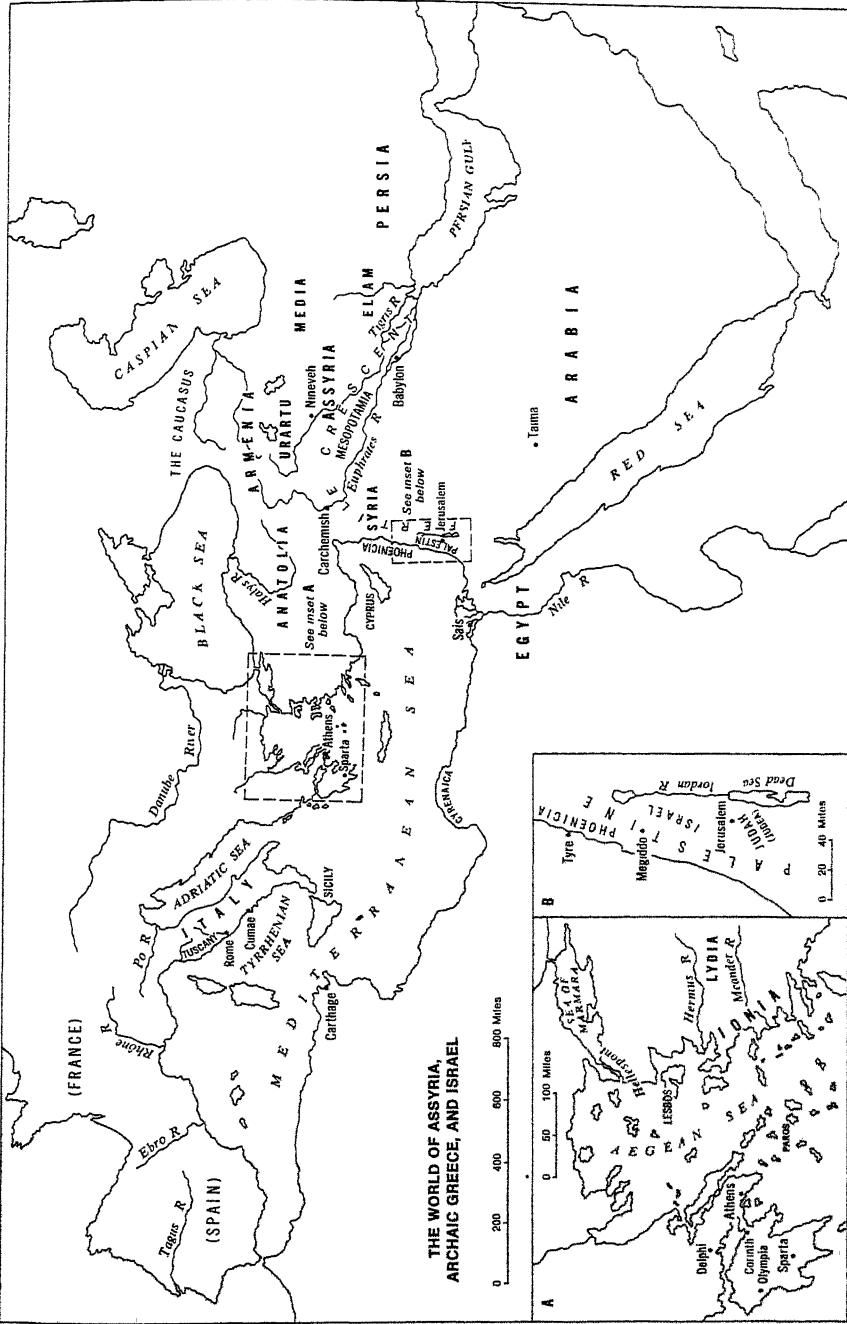 (FRANCE)
Rhône R
Ebro R
Tagus R
(SPAIN)
Po R
ADRIATIC SEA
ITALY
TUSCANY
Rome
Cumae
TYRRHENIAN
SEA
SICILY
Carthage
MEDITERRANEAN SEA
CYRENAICA
Danube
River
BLACK SEA
Halys R
ANATOLIA
See inset A
below
Athens
Sparta
CYPRUS
THE CAUCASUS
CASPIAN SEA
ARMENIA
URARTU
MEDIA
Nineveh
ASSYRIA
CRESCENT
MESOPOTAMIA
ELAM
Tigris R
Euphrates R
Babylon
Carchemish
SYRIA
See inset B
below
PHOENICIA
PALESTINE
Jerusalem
PERSIA
PERSIAN GULF
ARABIA
Taima
RED SEA
Sais
EGYPT
Nile R
THE WORLD OF ASSYRIA,
ARCHAIC GREECE, AND ISRAEL
0 200 400 600 800 Miles
A
0 50 100 Miles
SEA OF
MARMARA
Hellespont
LESBOS
AEGEAN SEA
Hermus R
LYDIA
Meander R
IONIA
PAROS
Delphi
Athens
Corinth
Olympia
Sparta
B
Tyre
PHOENICIA
Megiddo
PALESTINE
ISRAEL
Jordan R
Jerusalem
JUDAH
(JUDEA)
Dead Sea
0 20 40 Miles